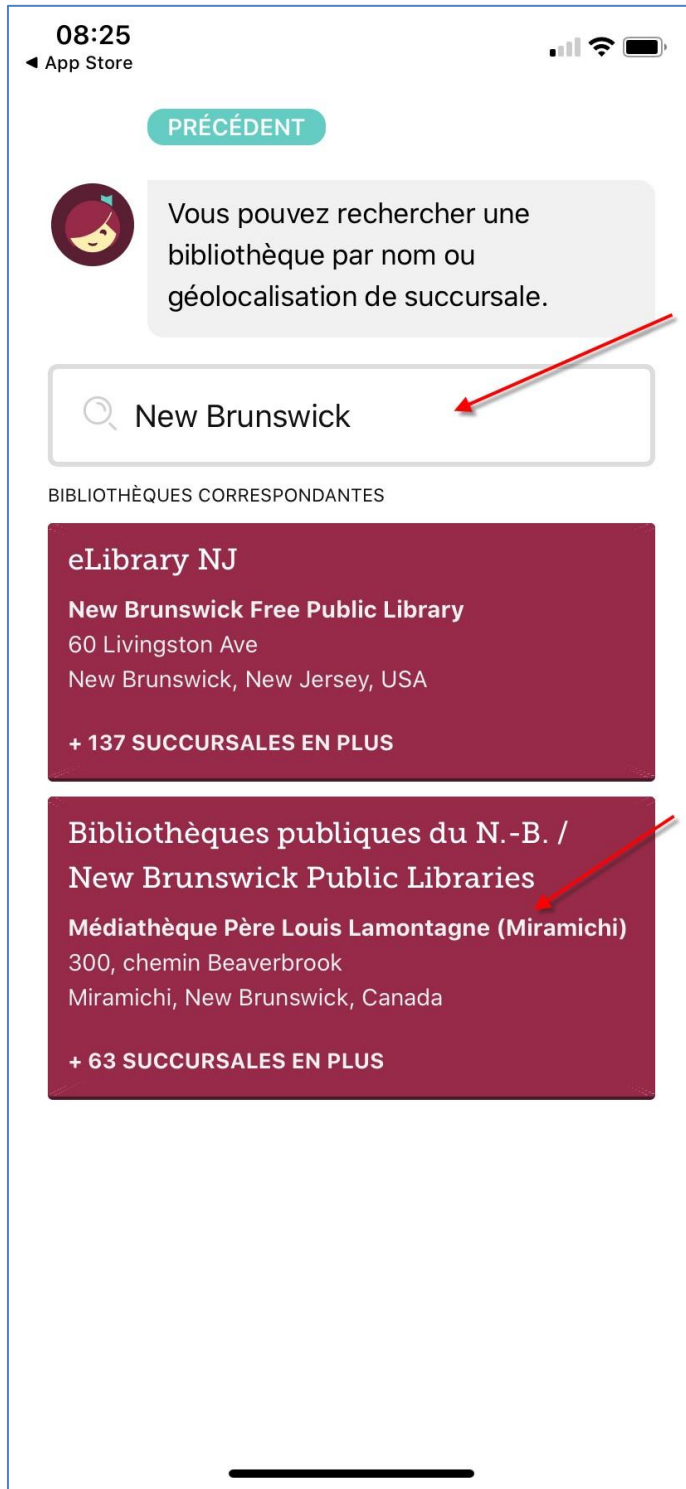 08:25
◀ App Store
PRÉCÉDENT
Vous pouvez rechercher une
bibliothèque par nom ou
géolocalisation de succursale.
New Brunswick
BIBLIOTHÈQUES CORRESPONDANTES
eLibrary NJ
New Brunswick Free Public Library
60 Livingston Ave
New Brunswick, New Jersey, USA
+ 137 SUCCURSALES EN PLUS
Bibliothèques publiques du N.-B. /
New Brunswick Public Libraries
Médiathèque Père Louis Lamontagne (Miramichi)
300, chemin Beaverbrook
Miramichi, New Brunswick, Canada
+ 63 SUCCURSALES EN PLUS